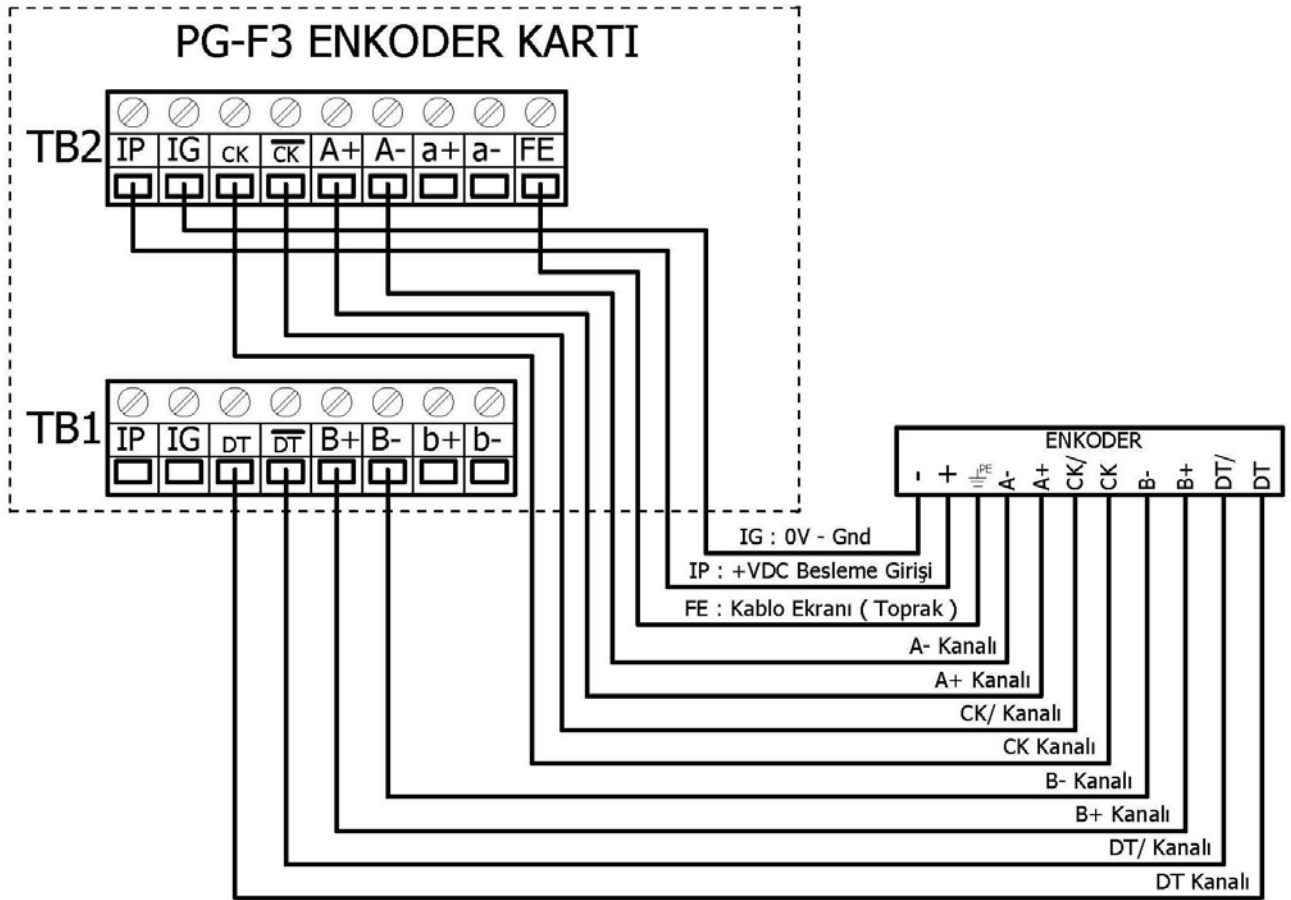 PG-F3 ENKODER KARTI
TB2
IP IG CK C̅K̅ A+ A- a+ a- FE
TB1
IP IG DT D̅T̅ B+ B- b+ b-
ENKODER
- + PE A- A+ CK/ CK B- B+ DT/ DT
IG : 0V - Gnd
IP : +VDC Besleme Girişi
FE : Kablo Ekranı ( Toprak )
A- Kanalı
A+ Kanalı
CK/ Kanalı
CK Kanalı
B- Kanalı
B+ Kanalı
DT/ Kanalı
DT Kanalı